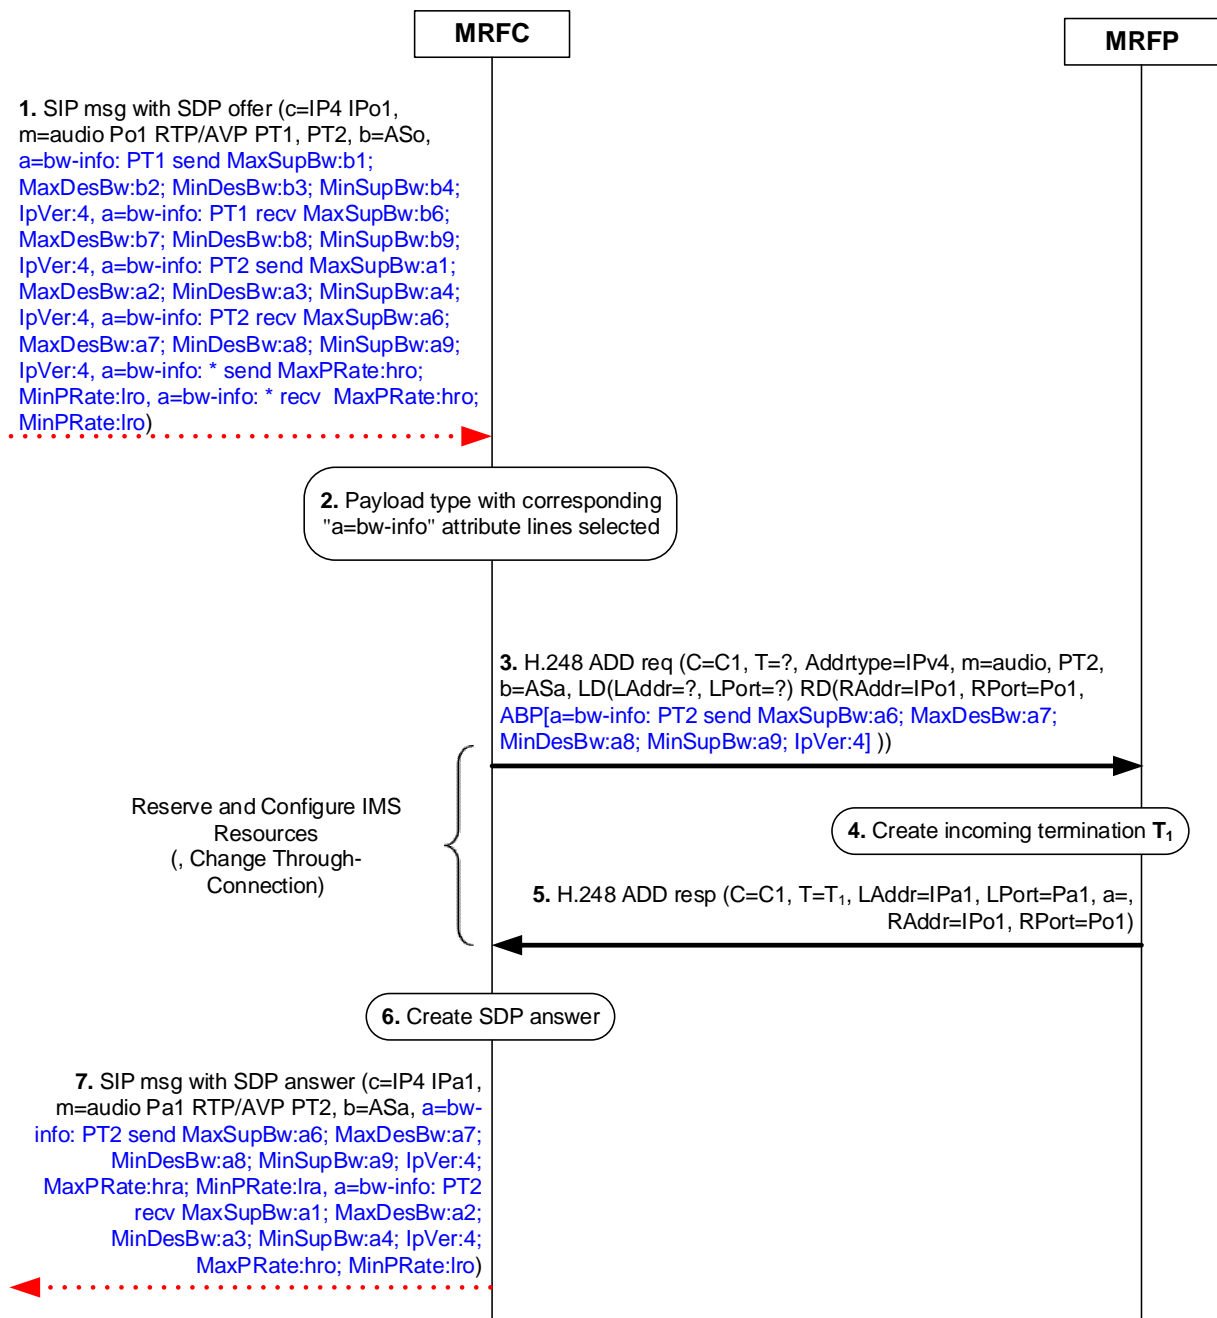 MRFC
MRFP
1. SIP msg with SDP offer (c=IP4 IPo1,
m=audio Po1 RTP/AVP PT1, PT2, b=ASo,
a=bw-info: PT1 send MaxSupBw:b1;
MaxDesBw:b2; MinDesBw:b3; MinSupBw:b4;
IpVer:4, a=bw-info: PT1 recv MaxSupBw:b6;
MaxDesBw:b7; MinDesBw:b8; MinSupBw:b9;
IpVer:4, a=bw-info: PT2 send MaxSupBw:a1;
MaxDesBw:a2; MinDesBw:a3; MinSupBw:a4;
IpVer:4, a=bw-info: PT2 recv MaxSupBw:a6;
MaxDesBw:a7; MinDesBw:a8; MinSupBw:a9;
IpVer:4, a=bw-info: * send MaxPRate:hro;
MinPRate:lro, a=bw-info: * recv MaxPRate:hro;
MinPRate:lro)
2. Payload type with corresponding
"a=bw-info" attribute lines selected
3. H.248 ADD req (C=C1, T=?, Addrtype=IPv4, m=audio, PT2,
b=ASa, LD(LAddr=?, LPort=?) RD(RAddr=IPo1, RPort=Po1,
ABP[a=bw-info: PT2 send MaxSupBw:a6; MaxDesBw:a7;
MinDesBw:a8; MinSupBw:a9; IpVer:4] ))
Reserve and Configure IMS
Resources
(, Change Through-
Connection)
4. Create incoming termination T₁
5. H.248 ADD resp (C=C1, T=T₁, LAddr=IPa1, LPort=Pa1, a=,
RAddr=IPo1, RPort=Po1)
6. Create SDP answer
7. SIP msg with SDP answer (c=IP4 IPa1,
m=audio Pa1 RTP/AVP PT2, b=ASa, a=bw-
info: PT2 send MaxSupBw:a6; MaxDesBw:a7;
MinDesBw:a8; MinSupBw:a9; IpVer:4;
MaxPRate:hra; MinPRate:lra, a=bw-info: PT2
recv MaxSupBw:a1; MaxDesBw:a2;
MinDesBw:a3; MinSupBw:a4; IpVer:4;
MaxPRate:hro; MinPRate:lro)